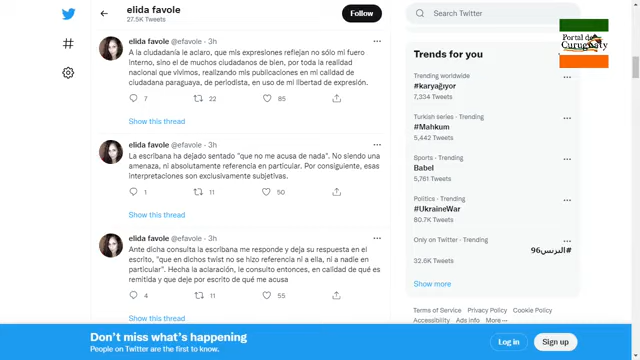 elida favole
27.5K Tweets
Follow
Search Twitter
Portal de
Curuguaty
elida favole @efavole · 3h
A la ciudadanía le aclaro, que mis expresiones reflejan no sólo mi fuero
interno, sino el de muchos ciudadanos de bien, por toda la realidad
nacional que vivimos, realizando mis publicaciones en mi calidad de
ciudadana paraguaya, de periodista, en uso de mi libertad de expresión.
7 22 85
Show this thread
elida favole @efavole · 3h
La escribana ha dejado sentado "que no me acusa de nada". No siendo una
amenaza, ni absolutamente referencia en particular. Por consiguiente, esas
interpretaciones son exclusivamente subjetivas.
1 11 50
Show this thread
elida favole @efavole · 3h
Ante dicha consulta la escribana me responde y deja su respuesta en el
escrito, "que en dichos twist no se hizo referencia ni a ella, ni a nadie en
particular". Hecha la aclaración, le consulto entonces, en calidad de qué es
remitida y que deje por escrito de qué me acusa
4 11 55
Show this thread
Trends for you
Trending worldwide
#karyağıyor
7,334 Tweets
Turkish series · Trending
#Mahkum
5,442 Tweets
Sports · Trending
Babel
5,761 Tweets
Politics · Trending
#UkraineWar
80.7K Tweets
Only on Twitter · Trending
#البرنس96
32.6K Tweets
Show more
Terms of Service Privacy Policy Cookie Policy
Accessibility Ads info More
Don't miss what's happening
People on Twitter are the first to know.
Log in
Sign up